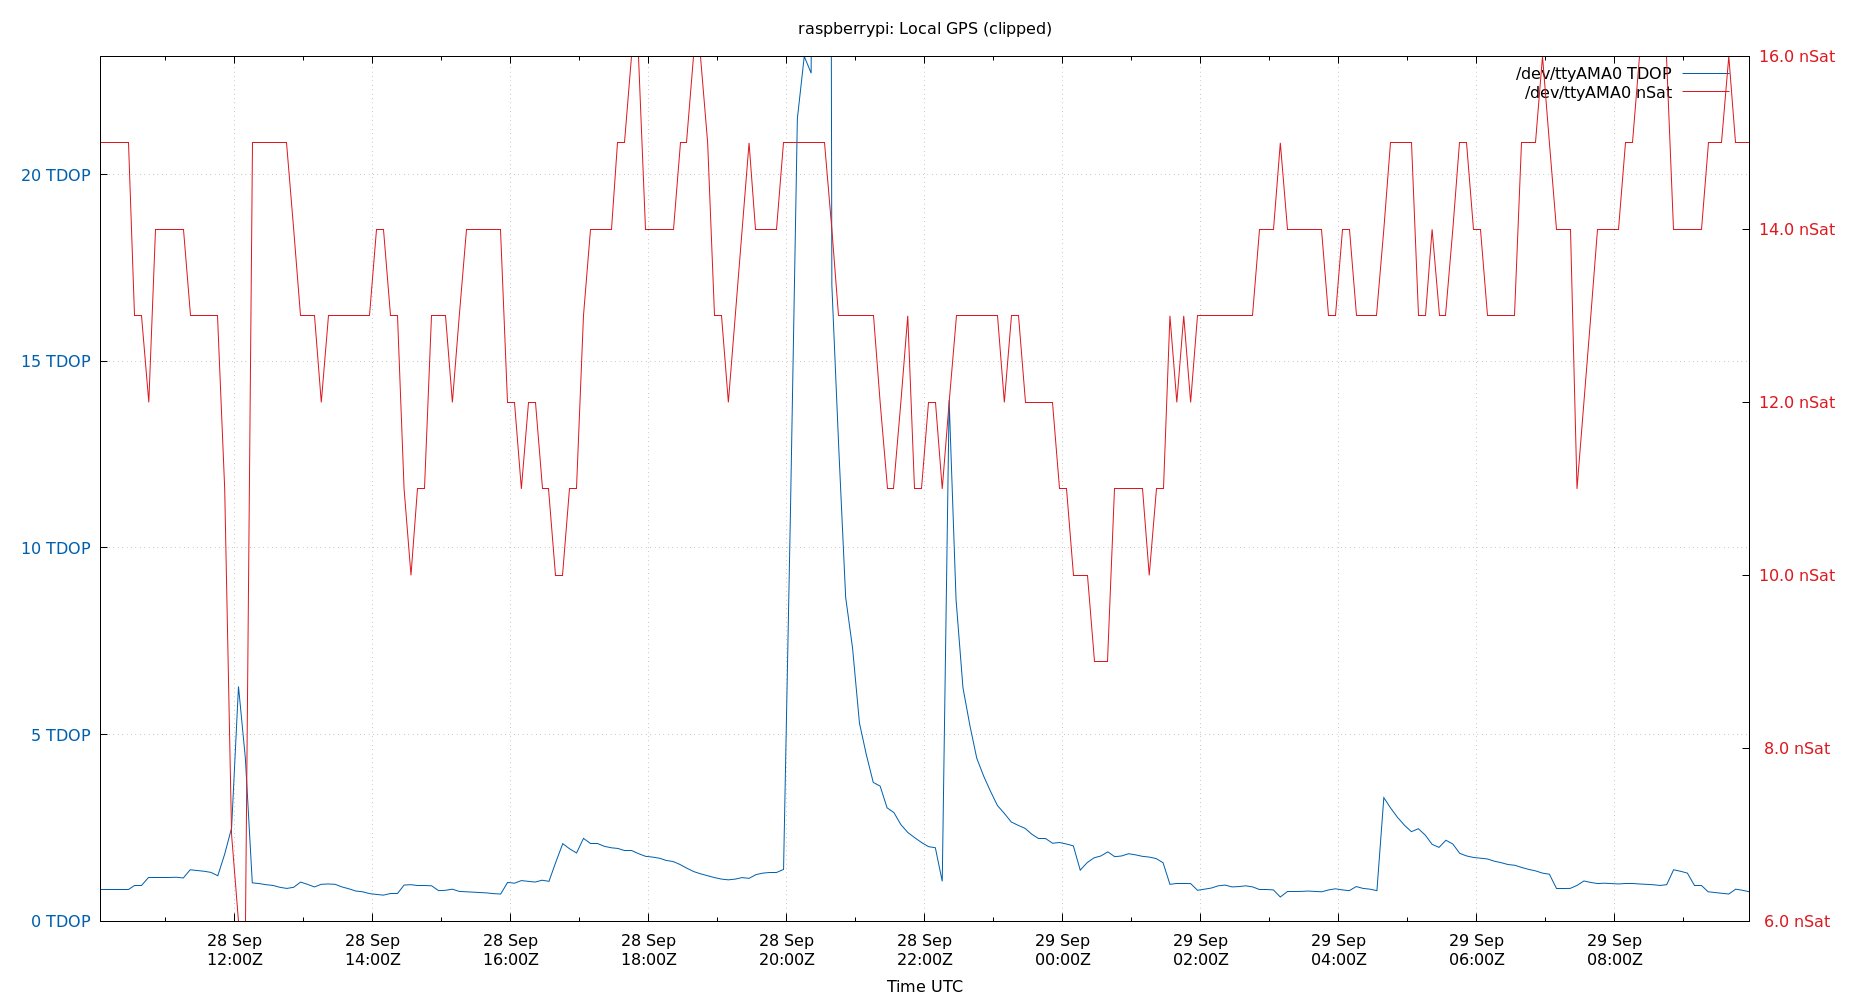 raspberrypi: Local GPS (clipped)
/dev/ttyAMA0 TDOP
/dev/ttyAMA0 nSat
20 TDOP
15 TDOP
10 TDOP
5 TDOP
0 TDOP
16.0 nSat
14.0 nSat
12.0 nSat
10.0 nSat
8.0 nSat
6.0 nSat
28 Sep
12:00Z
28 Sep
14:00Z
28 Sep
16:00Z
28 Sep
18:00Z
28 Sep
20:00Z
28 Sep
22:00Z
29 Sep
00:00Z
29 Sep
02:00Z
29 Sep
04:00Z
29 Sep
06:00Z
29 Sep
08:00Z
Time UTC